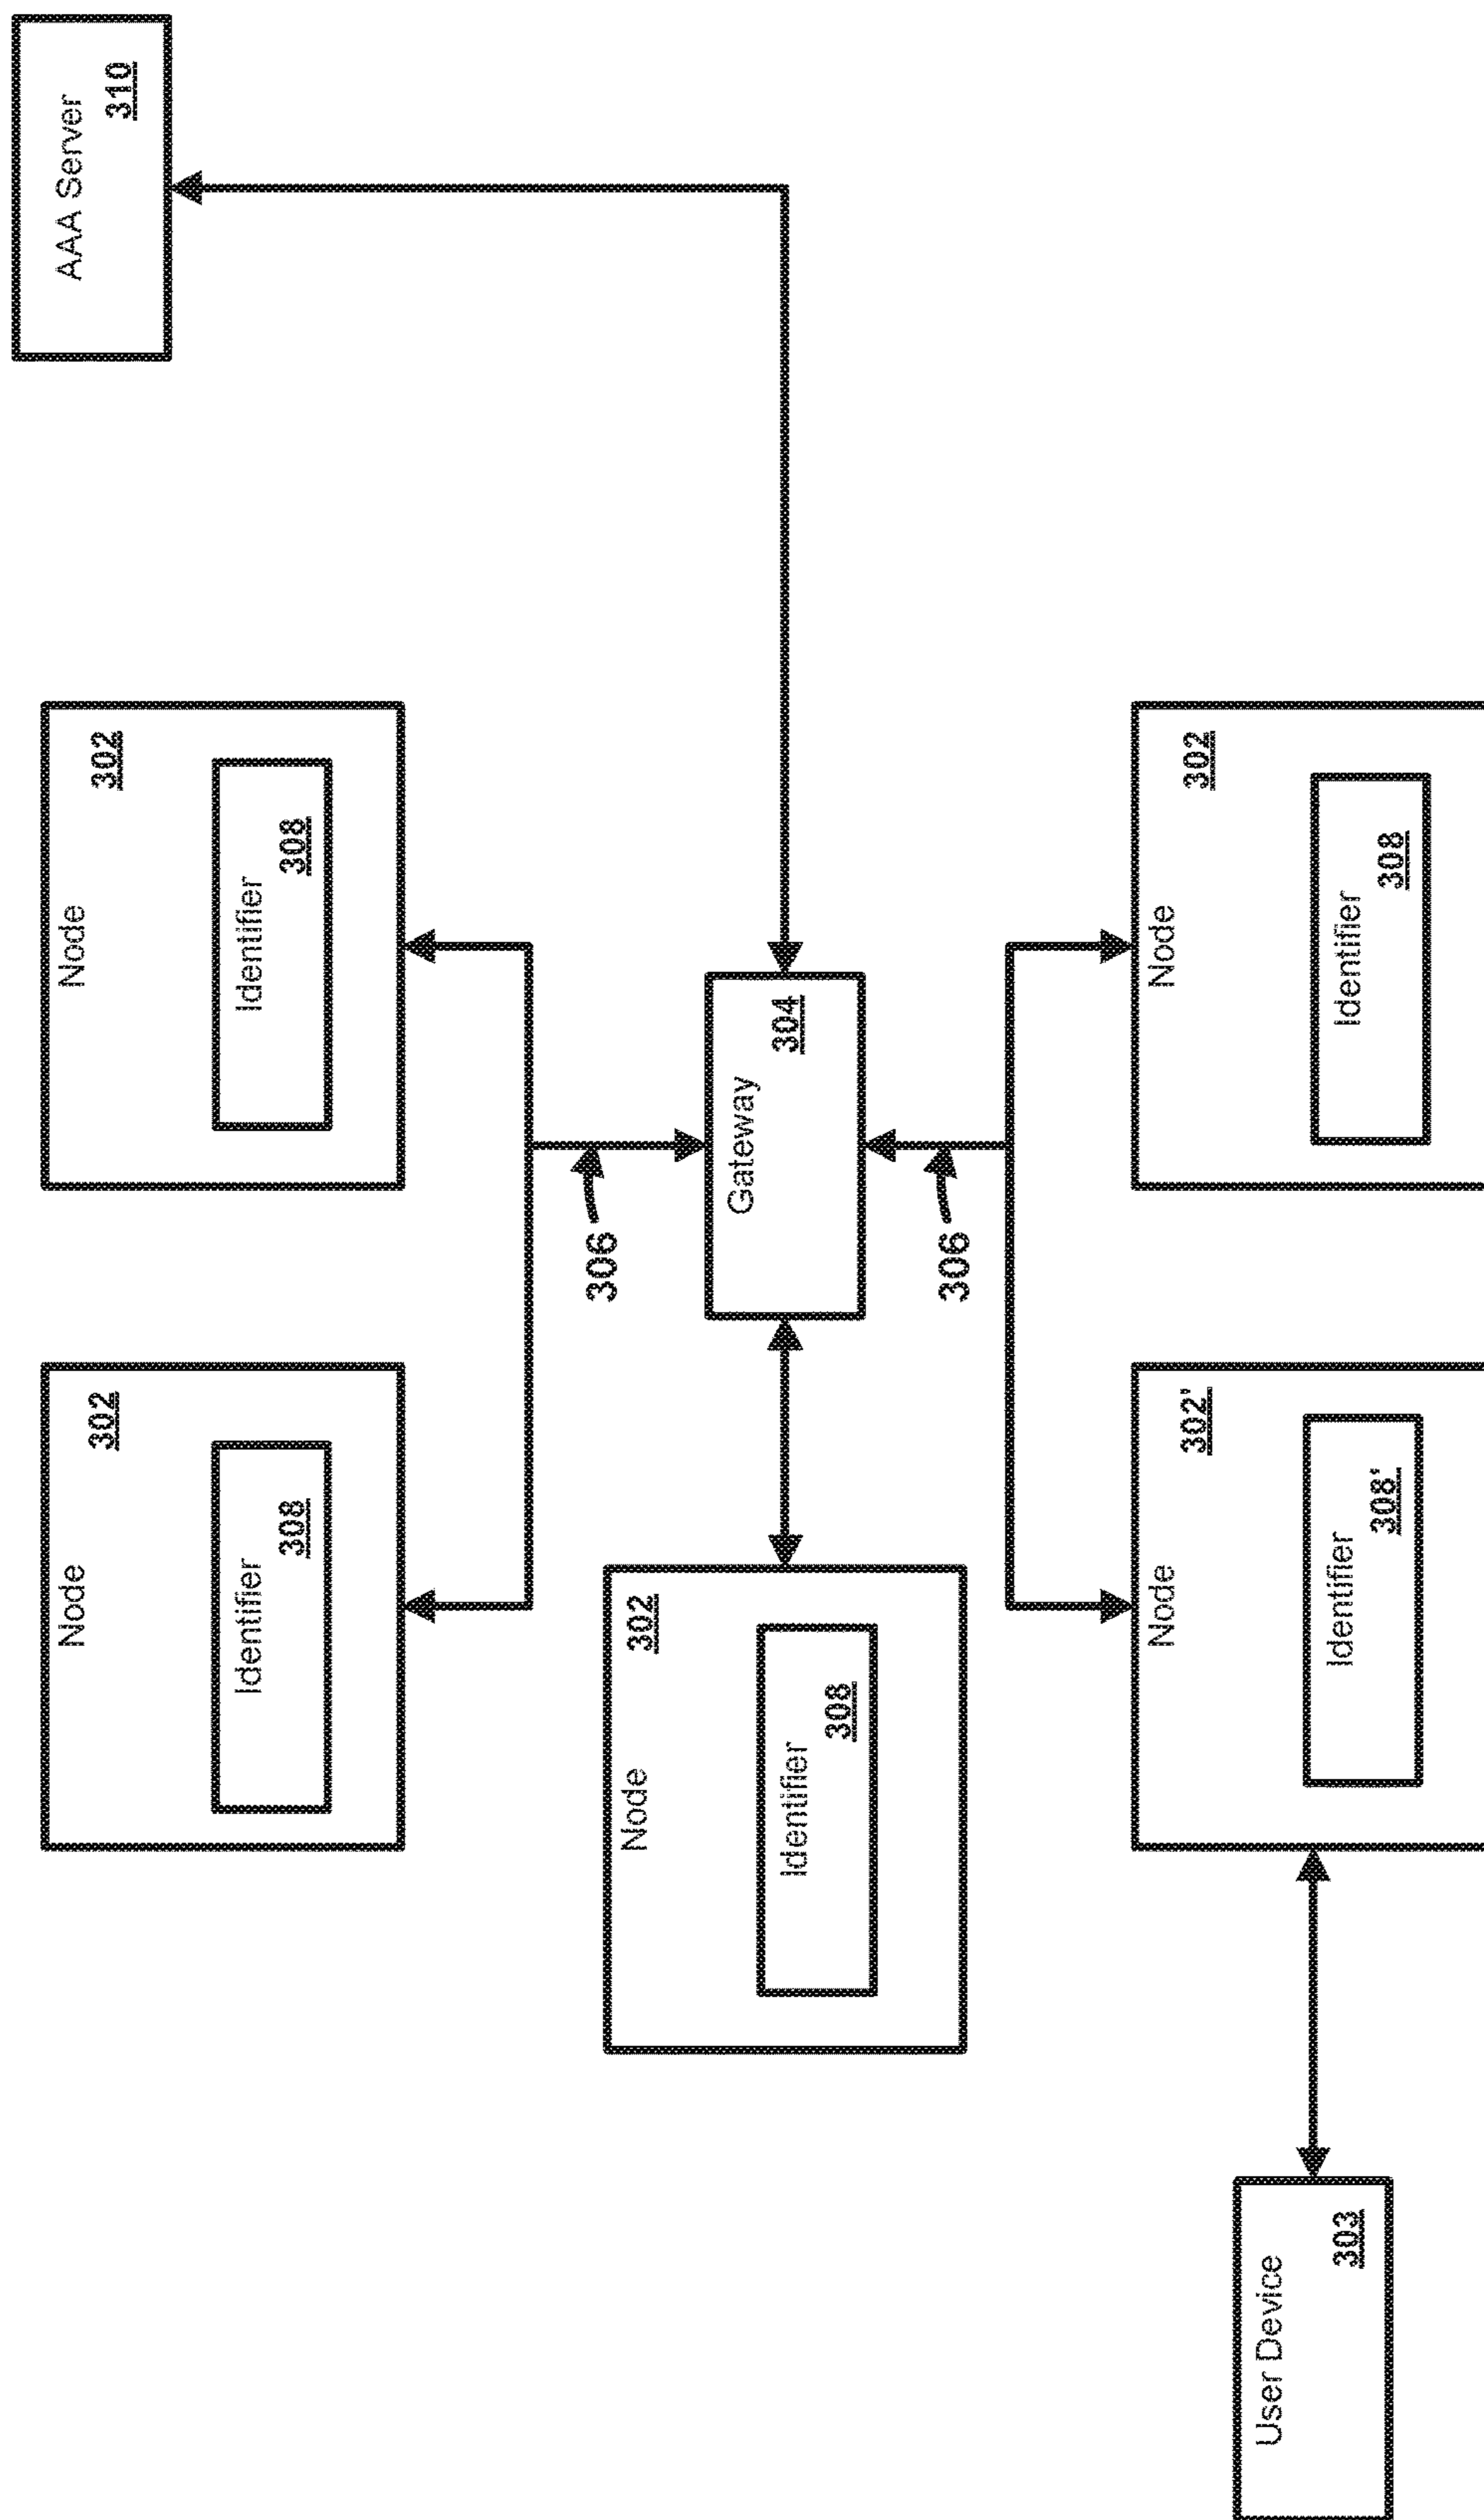 Node
302
Identifier
308
Node
302
Identifier
308
AAA Server
310
306
Node
302
Identifier
308
Gateway
304
306
User Device
303
Node
302'
Identifier
308'
Node
302
Identifier
308